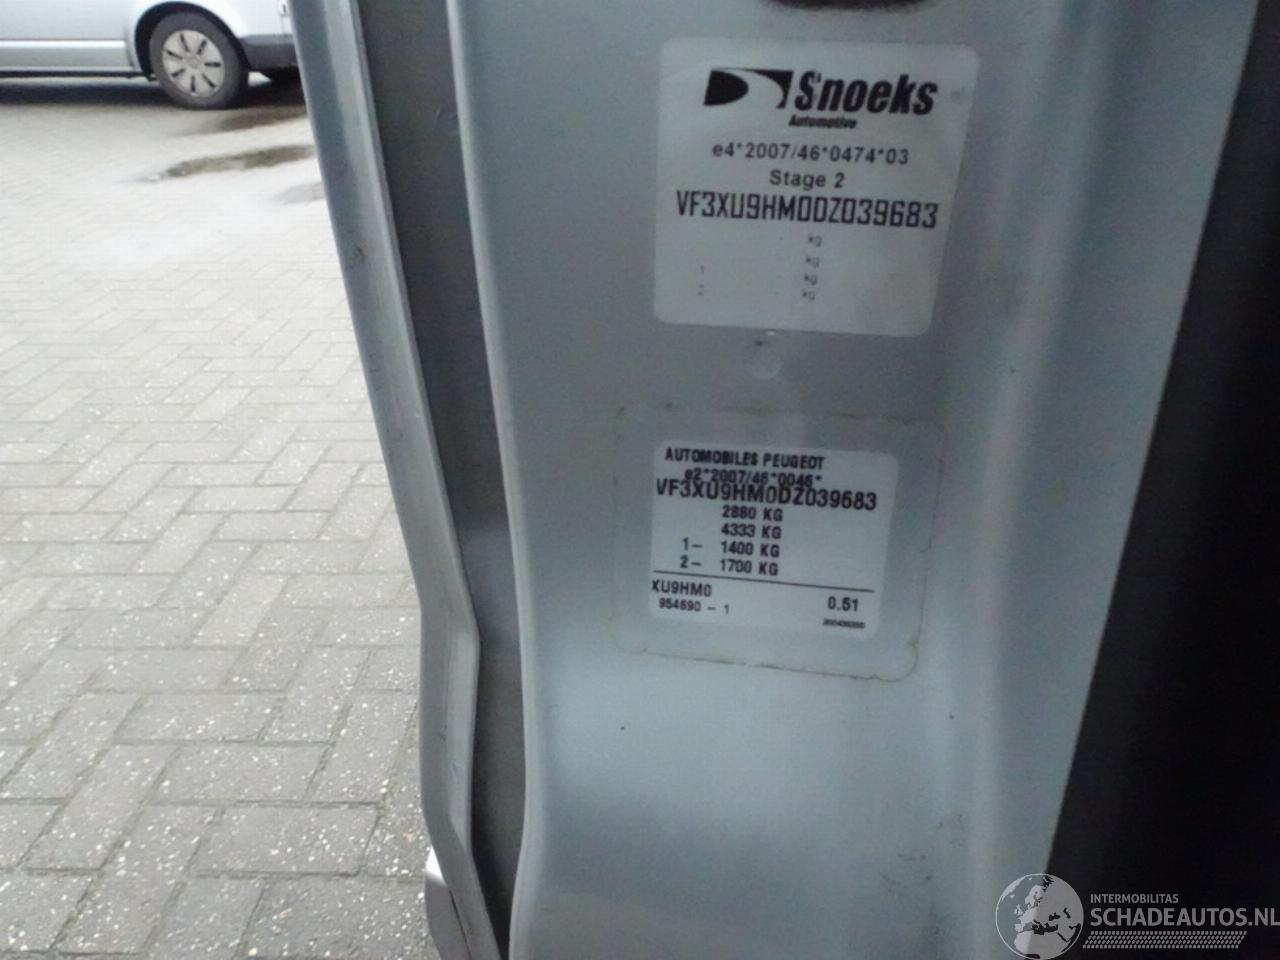 Snoeks
Automotive
e4*2007/46*0474*03
Stage 2
VF3XU9HM0DZ039683
- kg
- kg
1 - kg
2 - kg
AUTOMOBILES PEUGEOT
e2*2007/46*0046*
VF3XU9HM0DZ039683
2880 KG
4333 KG
1- 1400 KG
2- 1700 KG
XU9HM0 0.51
954690 - 1
INTERMOBILITAS
SCHADEAUTOS.NL